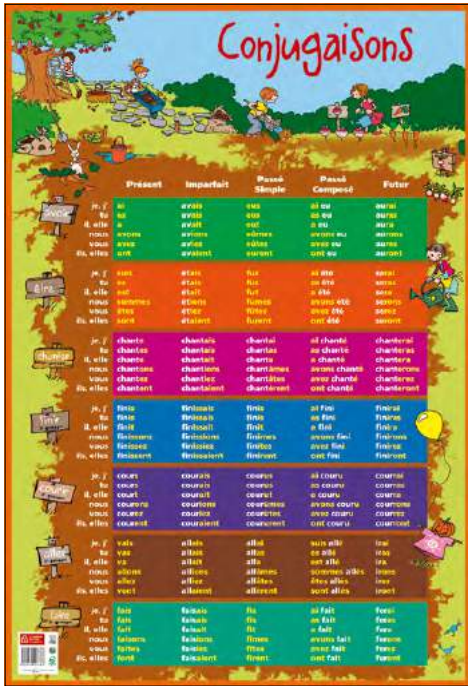 Conjugaisons
Présent Imparfait Passé Simple Passé Composé Futur
avoir
je, j' ai avais eus ai eu aurai
tu as avais eus as eu auras
il, elle a avait eut a eu aura
nous avons avions eûmes avons eu aurons
vous avez aviez eûtes avez eu aurez
ils, elles ont avaient eurent ont eu auront
être
je, j' suis étais fus ai été serai
tu es étais fus as été seras
il, elle est était fut a été sera
nous sommes étions fûmes avons été serons
vous êtes étiez fûtes avez été serez
ils, elles sont étaient furent ont été seront
chanter
je, j' chante chantais chantai ai chanté chanterai
tu chantes chantais chantas as chanté chanteras
il, elle chante chantait chanta a chanté chantera
nous chantons chantions chantâmes avons chanté chanterons
vous chantez chantiez chantâtes avez chanté chanterez
ils, elles chantent chantaient chantèrent ont chanté chanteront
finir
je, j' finis finissais finis ai fini finirai
tu finis finissais finis as fini finiras
il, elle finit finissait finit a fini finira
nous finissons finissions finîmes avons fini finirons
vous finissez finissiez finîtes avez fini finirez
ils, elles finissent finissaient finirent ont fini finiront
courir
je, j' cours courais courus ai couru courrai
tu cours courais courus as couru courras
il, elle court courait courut a couru courra
nous courons courions courûmes avons couru courrons
vous courez couriez courûtes avez couru courrez
ils, elles courent couraient coururent ont couru courront
aller
je, j' vais allais allai suis allé irai
tu vas allais allas es allé iras
il, elle va allait alla est allé ira
nous allons allions allâmes sommes allés irons
vous allez alliez allâtes êtes allés irez
ils, elles vont allaient allèrent sont allés iront
faire
je, j' fais faisais fis ai fait ferai
tu fais faisais fis as fait feras
il, elle fait faisait fit a fait fera
nous faisons faisions fîmes avons fait ferons
vous faites faisiez fîtes avez fait ferez
ils, elles font faisaient firent ont fait feront